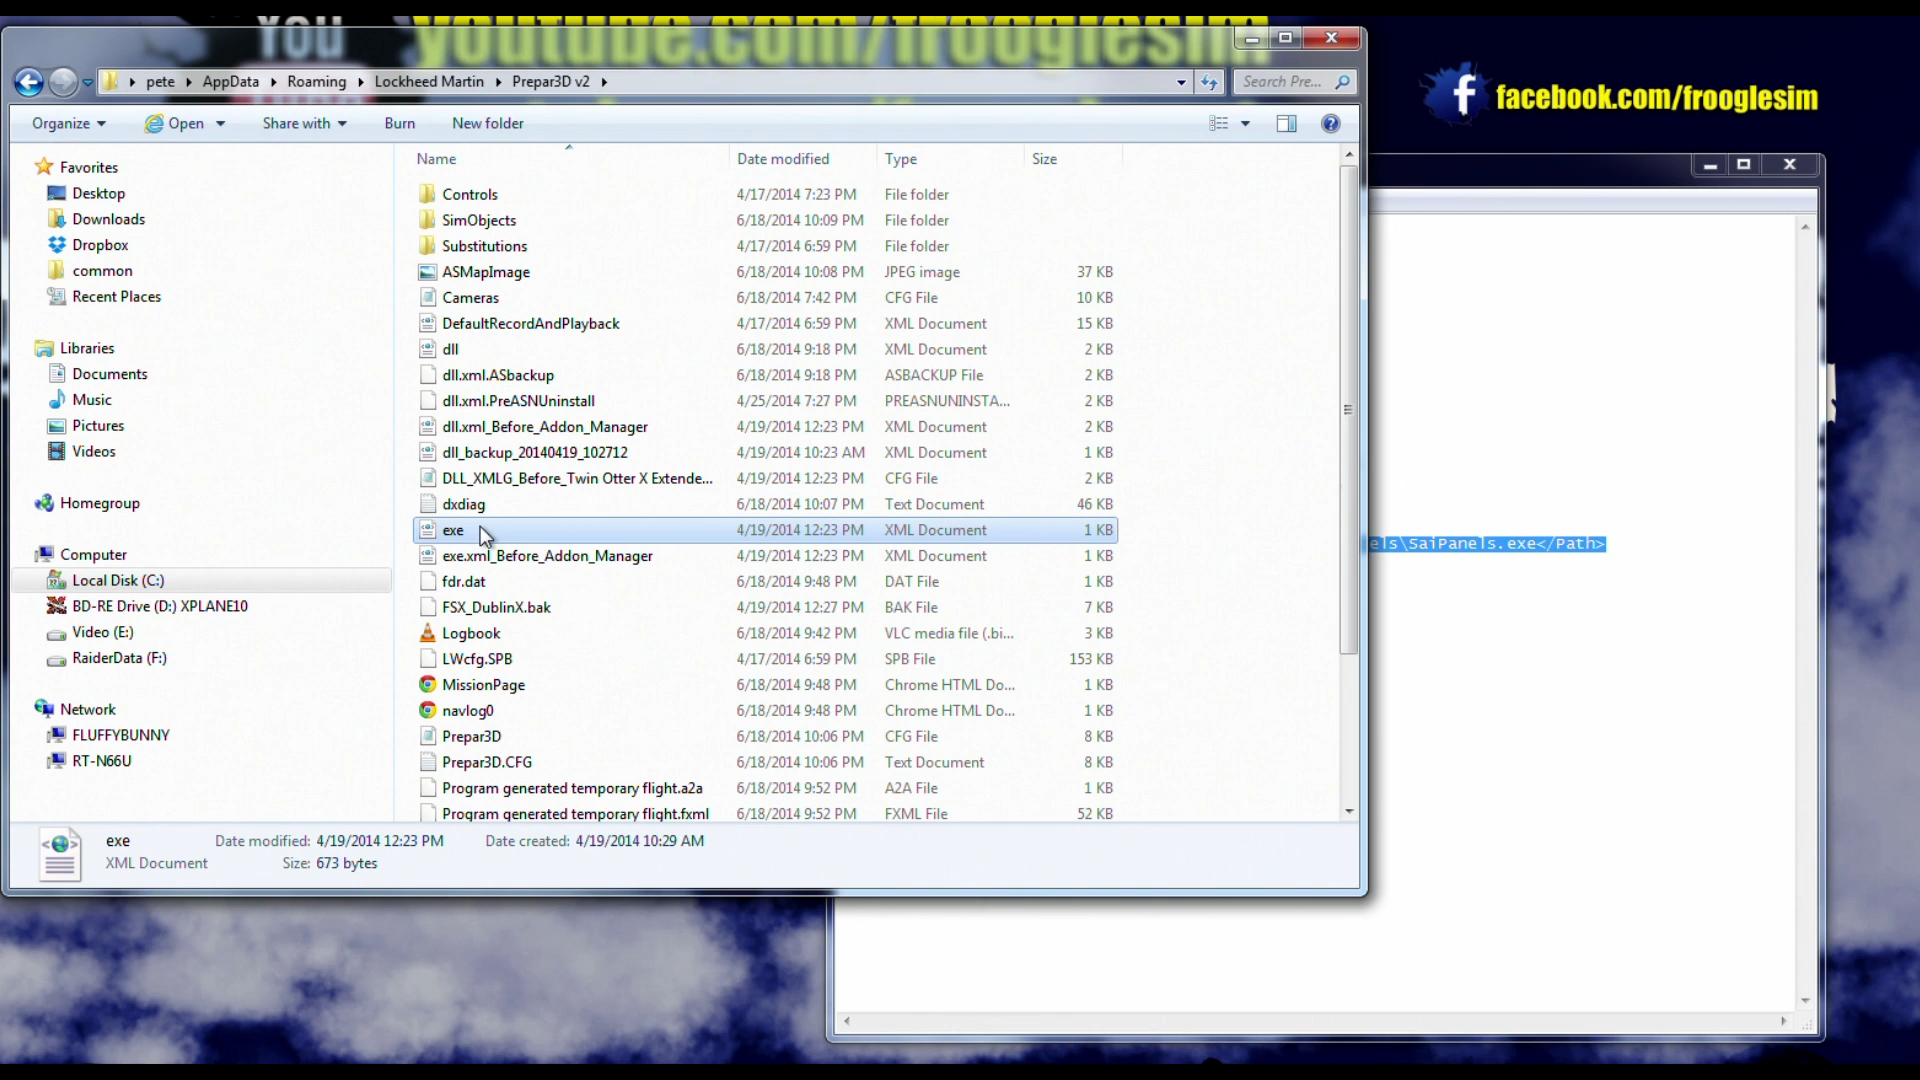 You
youtube.com/frooglesim
pete AppData Roaming Lockheed Martin Prepar3D v2
Search Pre...
facebook.com/frooglesim
Organize Open Share with Burn New folder
Name Date modified Type Size
Favorites
Desktop
Downloads
Dropbox
common
Recent Places
Libraries
Documents
Music
Pictures
Videos
Homegroup
Computer
Local Disk (C:)
BD-RE Drive (D:) XPLANE10
Video (E:)
RaiderData (F:)
Network
FLUFFYBUNNY
RT-N66U
Controls 4/17/2014 7:23 PM File folder
SimObjects 6/18/2014 10:09 PM File folder
Substitutions 4/17/2014 6:59 PM File folder
ASMapImage 6/18/2014 10:08 PM JPEG image 37 KB
Cameras 6/18/2014 7:42 PM CFG File 10 KB
DefaultRecordAndPlayback 4/17/2014 6:59 PM XML Document 15 KB
dll 6/18/2014 9:18 PM XML Document 2 KB
dll.xml.ASbackup 6/18/2014 9:18 PM ASBACKUP File 2 KB
dll.xml.PreASNUninstall 4/25/2014 7:27 PM PREASNUNINSTA... 2 KB
dll.xml_Before_Addon_Manager 4/19/2014 12:23 PM XML Document 2 KB
dll_backup_20140419_102712 4/19/2014 10:23 AM XML Document 1 KB
DLL_XMLG_Before_Twin Otter X Extende... 4/19/2014 12:23 PM CFG File 2 KB
dxdiag 6/18/2014 10:07 PM Text Document 46 KB
exe 4/19/2014 12:23 PM XML Document 1 KB
exe.xml_Before_Addon_Manager 4/19/2014 12:23 PM XML Document 1 KB
fdr.dat 6/18/2014 9:48 PM DAT File 1 KB
FSX_DublinX.bak 4/19/2014 12:27 PM BAK File 7 KB
Logbook 6/18/2014 9:42 PM VLC media file (.bi... 3 KB
LWcfg.SPB 4/17/2014 6:59 PM SPB File 153 KB
MissionPage 6/18/2014 9:48 PM Chrome HTML Do... 1 KB
navlog0 6/18/2014 9:48 PM Chrome HTML Do... 1 KB
Prepar3D 6/18/2014 10:06 PM CFG File 8 KB
Prepar3D.CFG 6/18/2014 10:06 PM Text Document 8 KB
Program generated temporary flight.a2a 6/18/2014 9:52 PM A2A File 1 KB
Program generated temporary flight.fxml 6/18/2014 9:52 PM FXML File 52 KB
els\SaiPanels.exe</Path>
exe Date modified: 4/19/2014 12:23 PM Date created: 4/19/2014 10:29 AM
XML Document Size: 673 bytes